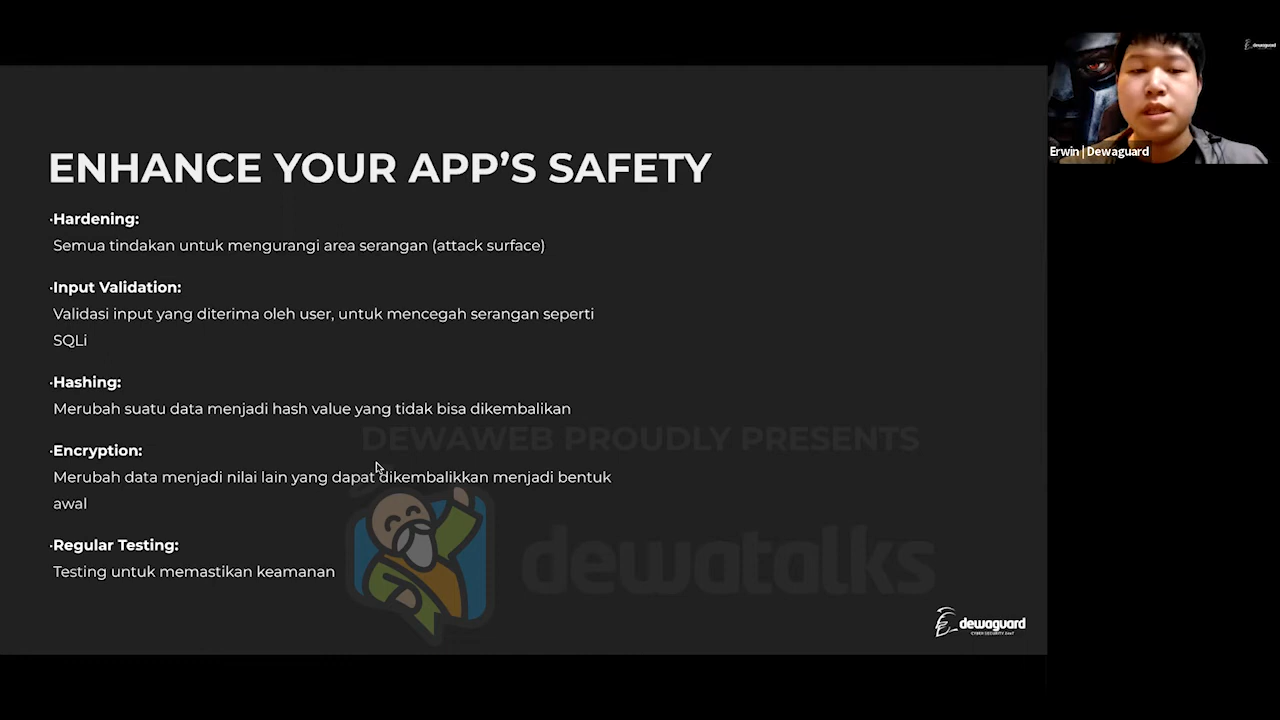 ENHANCE YOUR APP'S SAFETY
·Hardening:
Semua tindakan untuk mengurangi area serangan (attack surface)
·Input Validation:
Validasi input yang diterima oleh user, untuk mencegah serangan seperti
SQLi
·Hashing:
Merubah suatu data menjadi hash value yang tidak bisa dikembalikan
·Encryption:
Merubah data menjadi nilai lain yang dapat dikembalikkan menjadi bentuk
awal
·Regular Testing:
Testing untuk memastikan keamanan
DEWAWEB PROUDLY PRESENTS
dewatalks
dewaguard
Erwin | Dewaguard
dewaguard